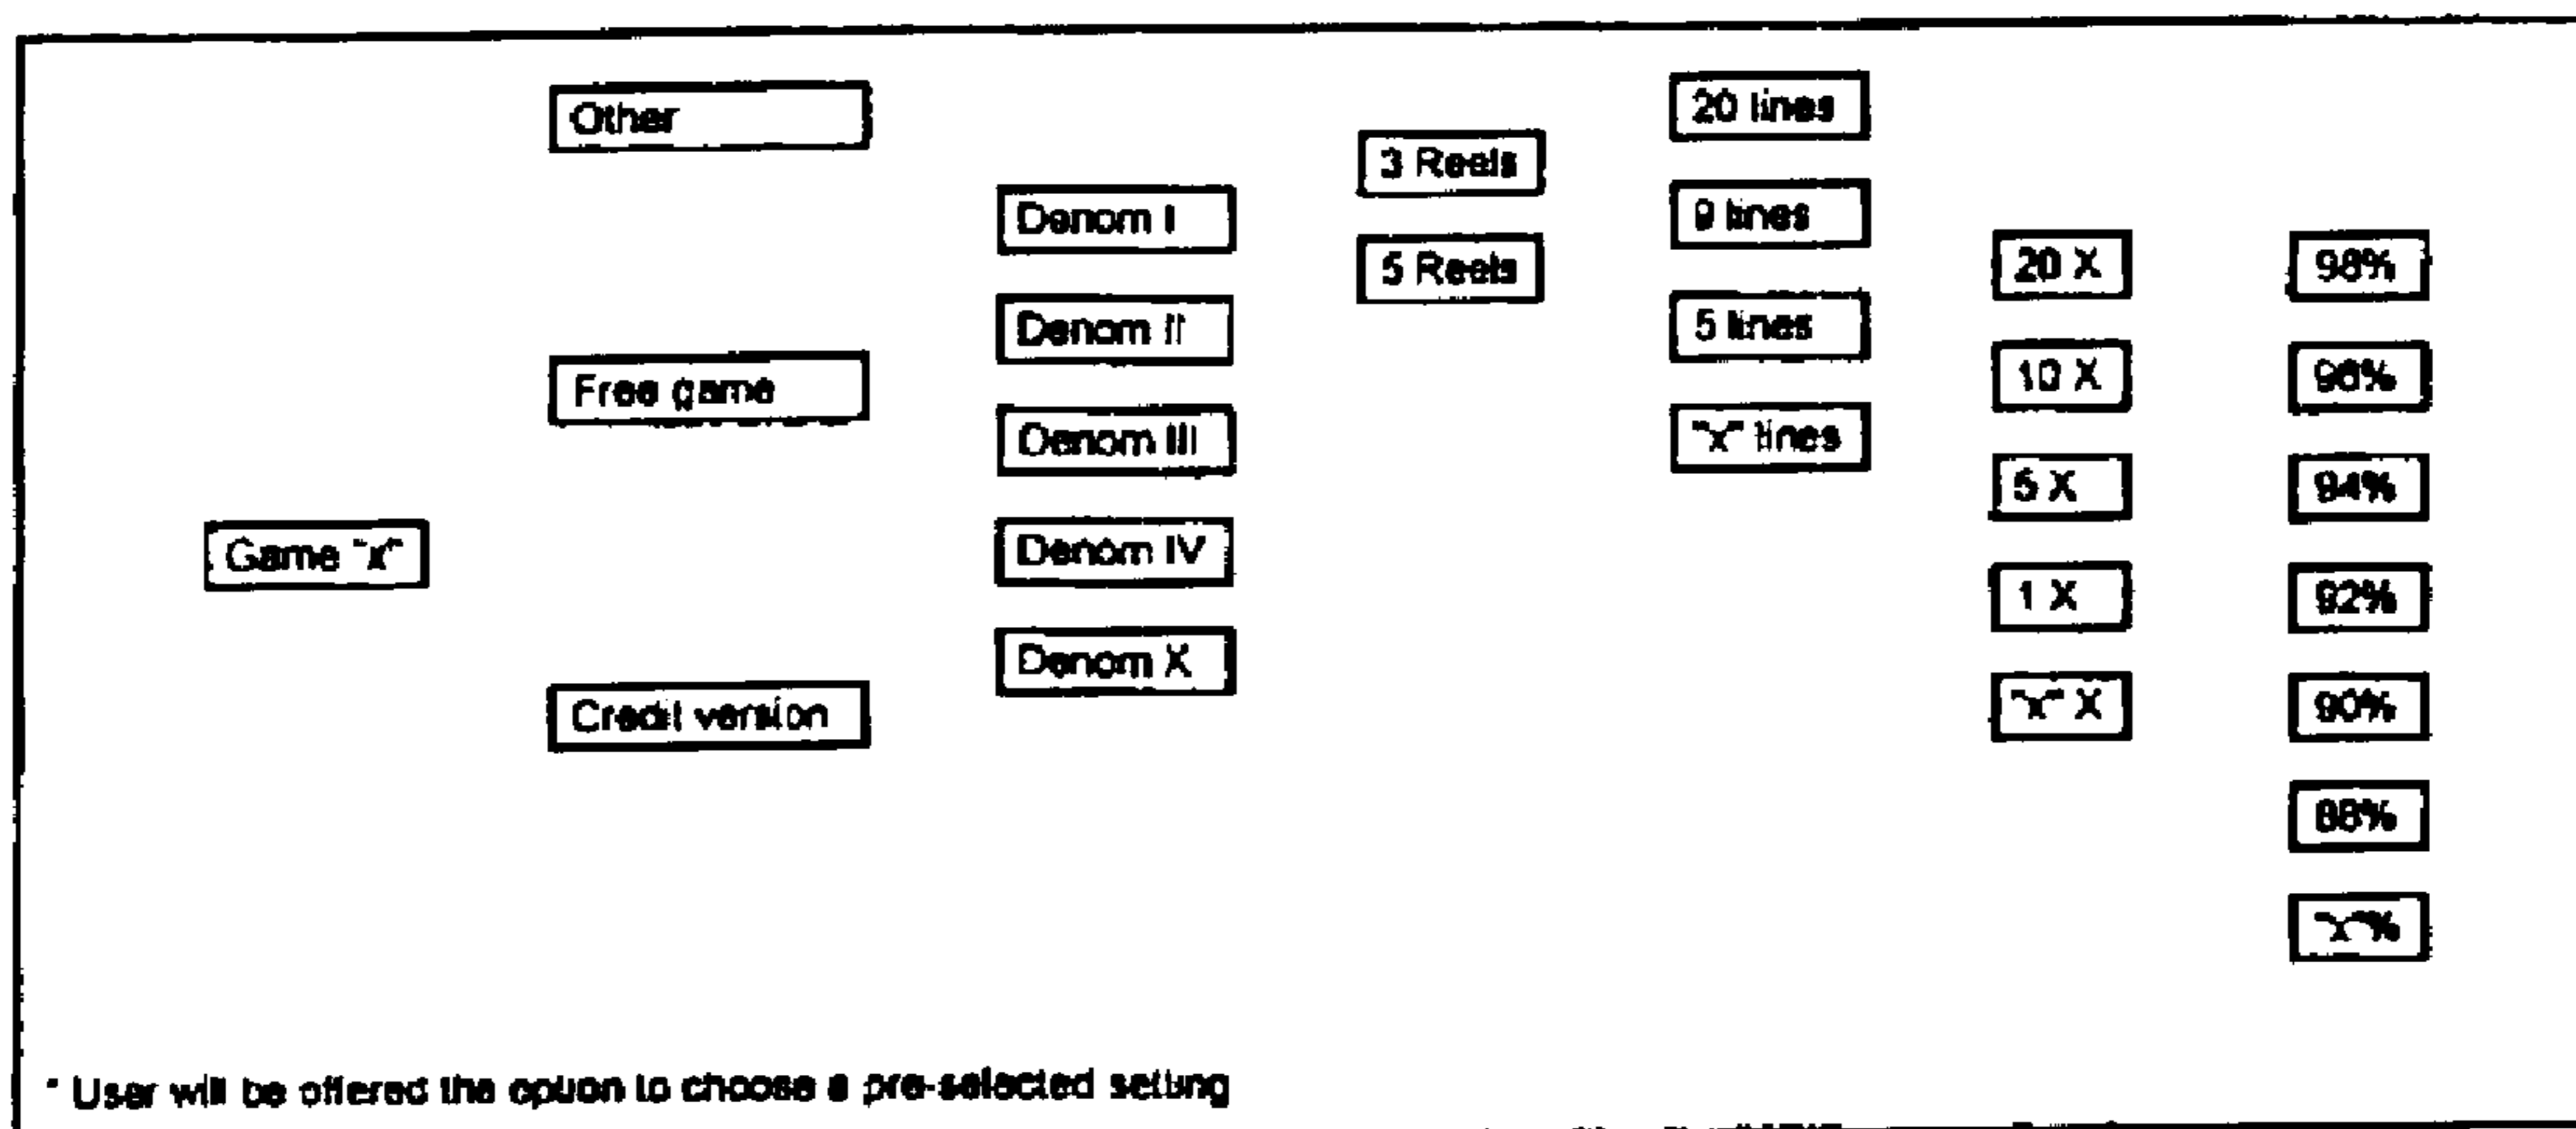 Other
Free game
Game "x"
Credit version
Denom I
Denom II
Denom III
Denom IV
Denom X
3 Reels
5 Reels
20 lines
9 lines
5 lines
"x" lines
20 X
10 X
5 X
1 X
"x" X
98%
96%
94%
92%
90%
88%
"x"%
* User will be offered the option to choose a pre-selected setting